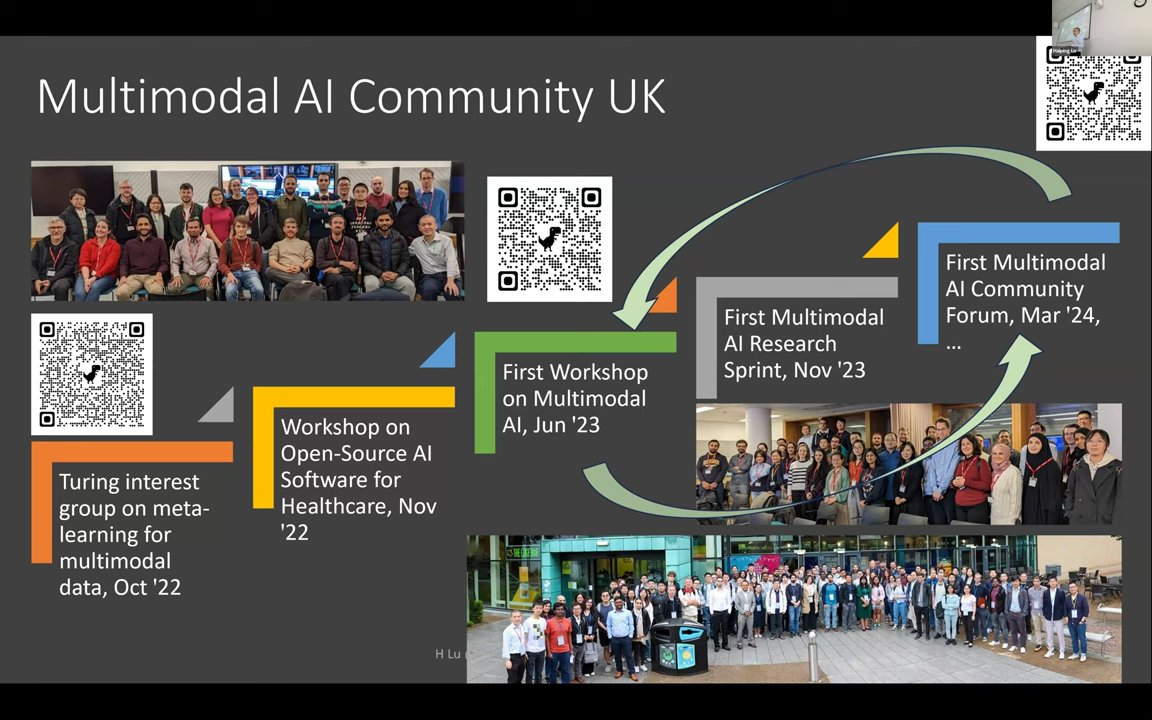 Multimodal AI Community UK
Haiping Lu
Turing interest
group on meta-
learning for
multimodal
data, Oct '22
Workshop on
Open-Source AI
Software for
Healthcare, Nov
'22
First Workshop
on Multimodal
AI, Jun '23
First Multimodal
AI Research
Sprint, Nov '23
First Multimodal
AI Community
Forum, Mar '24,
...
H Lu